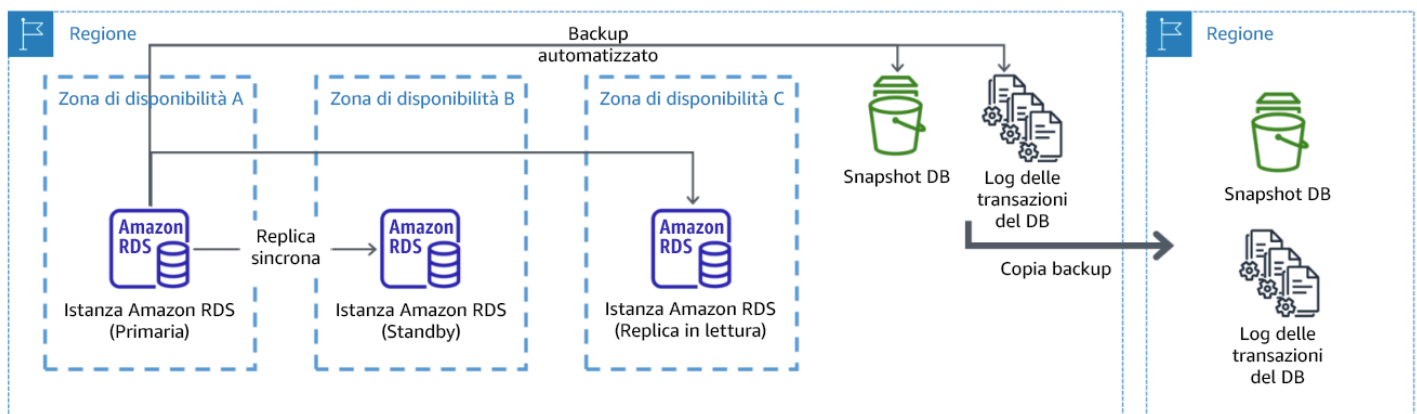 Regione
Backup
automatizzato
Regione
Zona di disponibilità A
Zona di disponibilità B
Zona di disponibilità C
Snapshot DB
Log delle
transazioni
del DB
Snapshot DB
Amazon
RDS
Replica
sincrona
Amazon
RDS
Amazon
RDS
Copia backup
Istanza Amazon RDS
(Primaria)
Istanza Amazon RDS
(Standby)
Istanza Amazon RDS
(Replica in lettura)
Log delle
transazioni
del DB